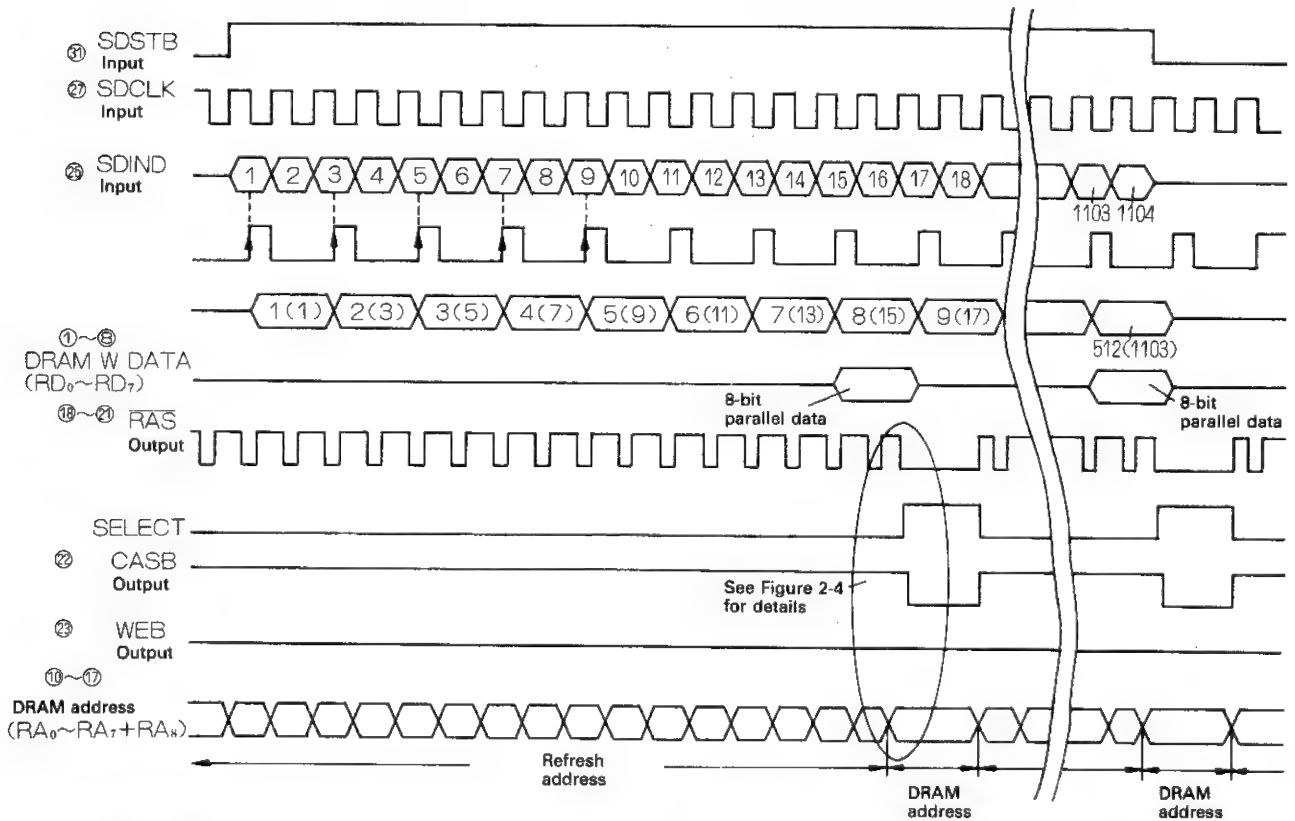 ㉛ SDSTB
Input
㉗ SDCLK
Input
㉕ SDIND
Input
1 2 3 4 5 6 7 8 9 10 11 12 13 14 15 16 17 18
1103 1104
1(1) 2(3) 3(5) 4(7) 5(9) 6(11) 7(13) 8(15) 9(17)
512(1103)
①~⑧
DRAM W DATA
(RD₀~RD₇)
8-bit
parallel data
8-bit
parallel data
⑱~㉑ R̅A̅S̅
Output
SELECT
㉒ CASB
Output
See Figure 2-4
for details
㉓ WEB
Output
⑩~⑰
DRAM address
(RA₀~RA₇+RA₈)
Refresh
address
DRAM
address
DRAM
address